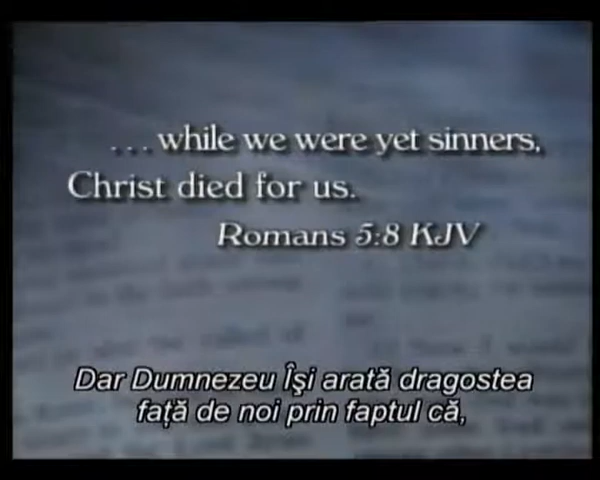 ...while we were yet sinners,
Christ died for us.
Romans 5:8 KJV
Dar Dumnezeu Îşi arată dragostea
faţă de noi prin faptul că,